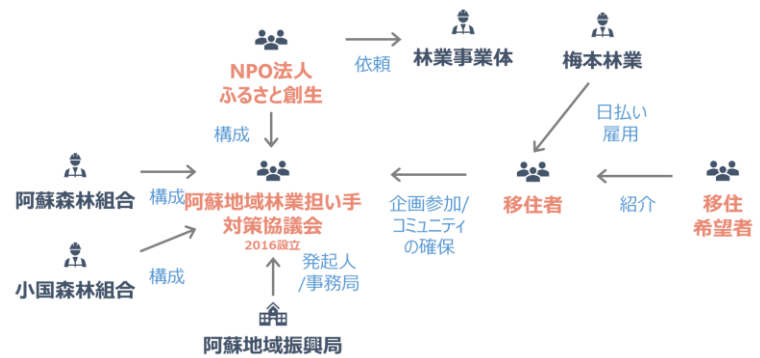 NPO法人
ふるさと創生
依頼
林業事業体
梅本林業
構成
日払い
雇用
阿蘇森林組合
構成
阿蘇地域林業担い手
対策協議会
2016設立
企画参加/
コミュニティ
の確保
移住者
紹介
移住
希望者
小国森林組合
構成
発起人
/事務局
阿蘇地域振興局